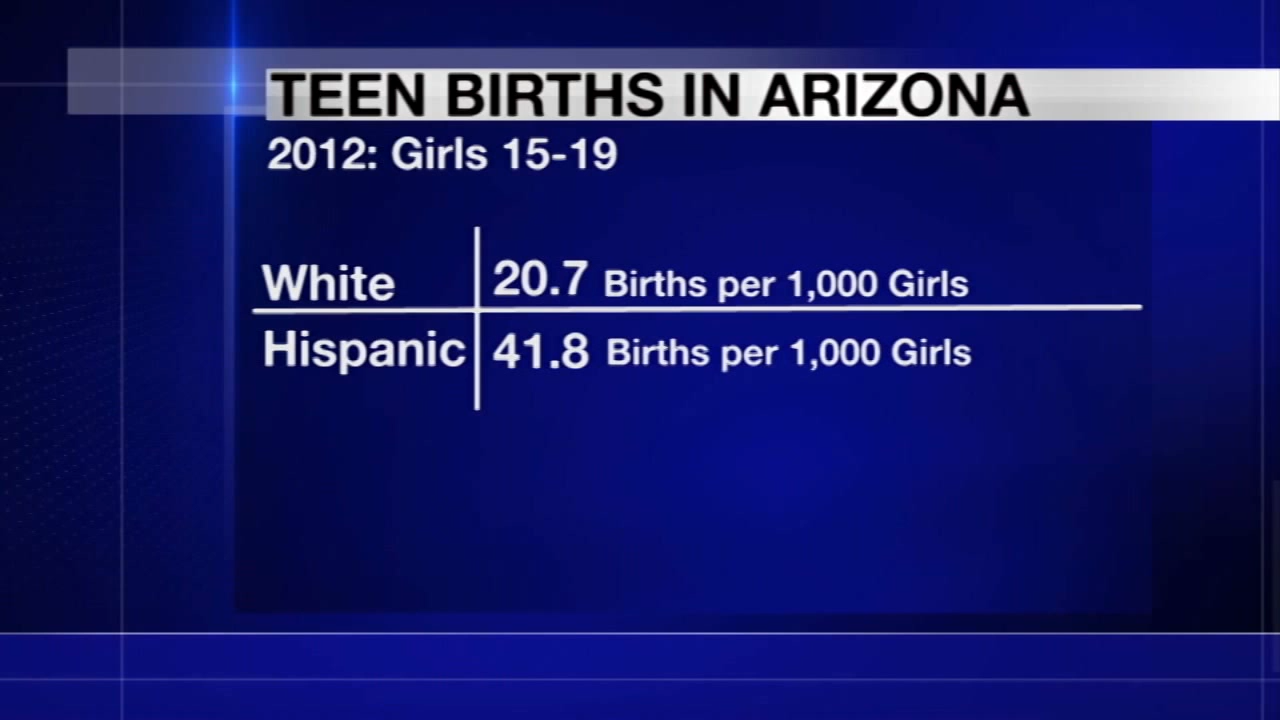 TEEN BIRTHS IN ARIZONA
2012: Girls 15-19
White 20.7 Births per 1,000 Girls
Hispanic 41.8 Births per 1,000 Girls